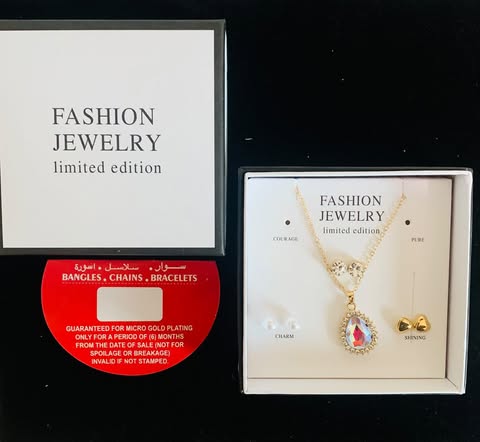 FASHION
JEWELRY
limited edition
FASHION
JEWELRY
limited edition
COURAGE
PURE
CHARM
SHINING
سـوار . سلاسـل . اسورة
BANGLES . CHAINS . BRACELETS
GUARANTEED FOR MICRO GOLD PLATING
ONLY FOR A PERIOD OF (6) MONTHS
FROM THE DATE OF SALE (NOT FOR
SPOILAGE OR BREAKAGE)
INVALID IF NOT STAMPED